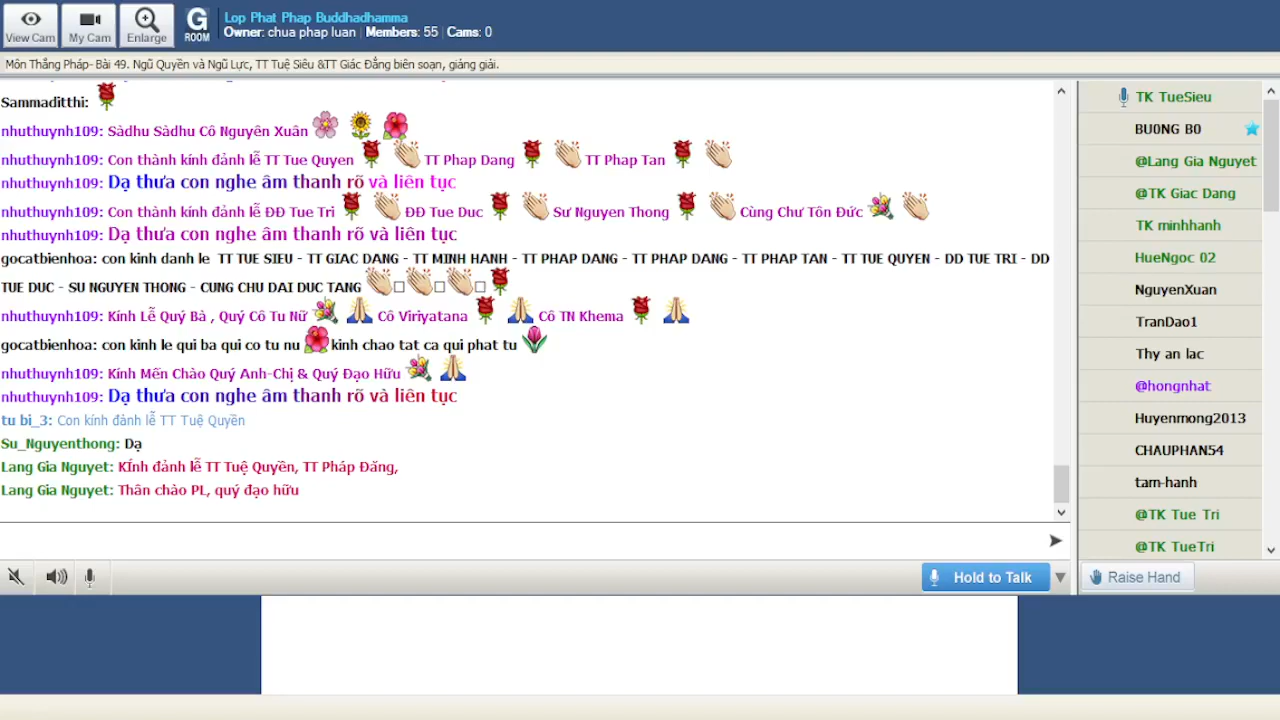 View Cam
My Cam
Enlarge
G
ROOM
Lop Phat Phap Buddhadhamma
Owner: chua phap luan | Members: 55 | Cams: 0
Môn Thắng Pháp- Bài 49. Ngũ Quyền và Ngũ Lực, TT Tuệ Siêu &TT Giác Đẳng biên soạn, giảng giải.
Sammaditthi:
nhuthuynh109: Sàdhu Sàdhu Cô Nguyên Xuân
nhuthuynh109: Con thành kính đảnh lễ TT Tue Quyen TT Phap Dang TT Phap Tan
nhuthuynh109: Dạ thưa con nghe âm thanh rõ và liên tục
nhuthuynh109: Con thành kính đảnh lễ ĐĐ Tue Tri ĐĐ Tue Duc Sư Nguyen Thong Cùng Chư Tôn Đức
nhuthuynh109: Dạ thưa con nghe âm thanh rõ và liên tục
gocatbienhoa: con kinh danh le TT TUE SIEU - TT GIAC DANG - TT MINH HANH - TT PHAP DANG - TT PHAP DANG - TT PHAP TAN - TT TUE QUYEN - DD TUE TRI - DD
TUE DUC - SU NGUYEN THONG - CUNG CHU DAI DUC TANG
nhuthuynh109: Kính Lễ Quý Bà , Quý Cô Tu Nữ Cô Viriyatana Cô TN Khema
gocatbienhoa: con kinh le qui ba qui co tu nu kinh chao tat ca qui phat tu
nhuthuynh109: Kính Mến Chào Quý Anh-Chị & Quý Đạo Hữu
nhuthuynh109: Dạ thưa con nghe âm thanh rõ và liên tục
tu bi_3: Con kính đảnh lễ TT Tuệ Quyền
Su_Nguyenthong: Dạ
Lang Gia Nguyet: KÍnh đảnh lễ TT Tuệ Quyền, TT Pháp Đăng,
Lang Gia Nguyet: Thân chào PL, quý đạo hữu
TK TueSieu
BU0NG B0
@Lang Gia Nguyet
@TK Giac Dang
TK minhhanh
HueNgoc 02
NguyenXuan
TranDao1
Thy an lac
@hongnhat
Huyenmong2013
CHAUPHAN54
tam-hanh
@TK Tue Tri
@TK TueTri
Hold to Talk
Raise Hand